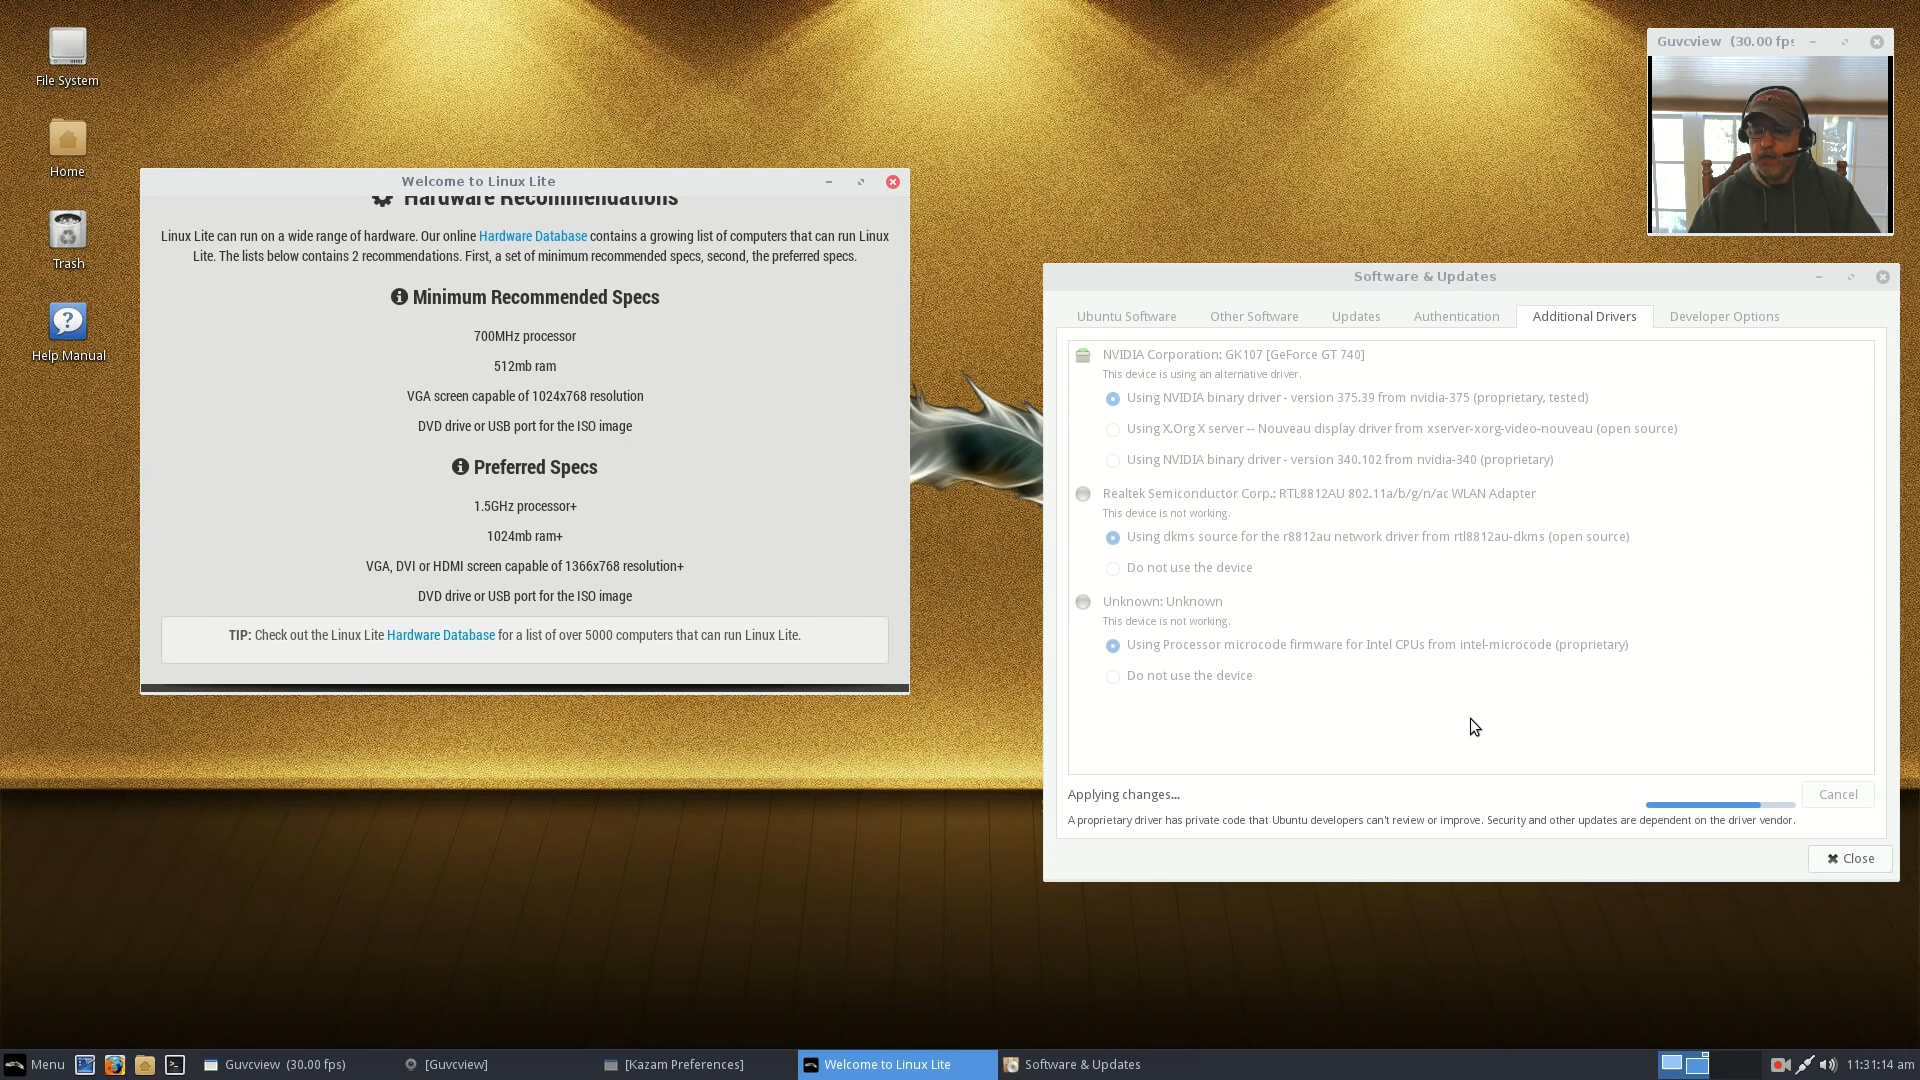 File System
Home
Trash
Help Manual
Welcome to Linux Lite
Hardware Recommendations
Linux Lite can run on a wide range of hardware. Our online Hardware Database contains a growing list of computers that can run Linux
Lite. The lists below contains 2 recommendations. First, a set of minimum recommended specs, second, the preferred specs.
Minimum Recommended Specs
700MHz processor
512mb ram
VGA screen capable of 1024x768 resolution
DVD drive or USB port for the ISO image
Preferred Specs
1.5GHz processor+
1024mb ram+
VGA, DVI or HDMI screen capable of 1366x768 resolution+
DVD drive or USB port for the ISO image
TIP: Check out the Linux Lite Hardware Database for a list of over 5000 computers that can run Linux Lite.
Guvcview (30.00 fps
Software & Updates
Ubuntu Software Other Software Updates Authentication Additional Drivers Developer Options
NVIDIA Corporation: GK107 [GeForce GT 740]
This device is using an alternative driver.
Using NVIDIA binary driver - version 375.39 from nvidia-375 (proprietary, tested)
Using X.Org X server -- Nouveau display driver from xserver-xorg-video-nouveau (open source)
Using NVIDIA binary driver - version 340.102 from nvidia-340 (proprietary)
Realtek Semiconductor Corp.: RTL8812AU 802.11a/b/g/n/ac WLAN Adapter
This device is not working.
Using dkms source for the r8812au network driver from rtl8812au-dkms (open source)
Do not use the device
Unknown: Unknown
This device is not working.
Using Processor microcode firmware for Intel CPUs from intel-microcode (proprietary)
Do not use the device
Applying changes...
Cancel
A proprietary driver has private code that Ubuntu developers can't review or improve. Security and other updates are dependent on the driver vendor.
Close
Menu Guvcview (30.00 fps) [Guvcview] [Kazam Preferences] Welcome to Linux Lite Software & Updates 11:31:14 am